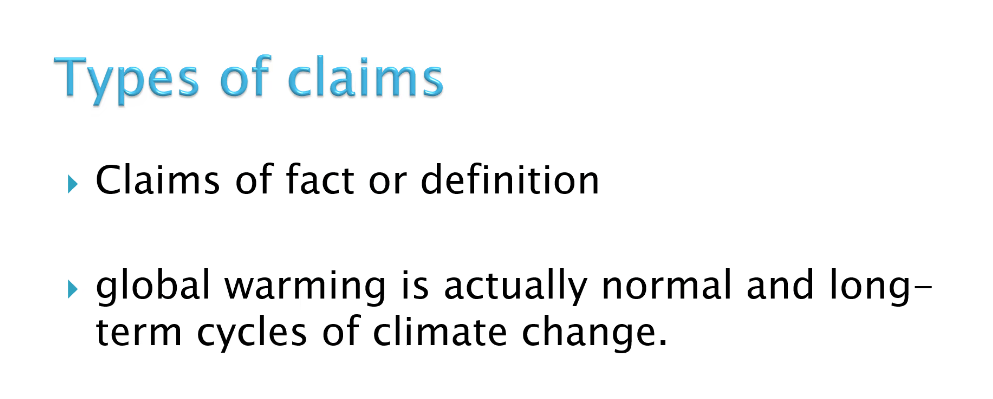 Types of claims
Claims of fact or definition
global warming is actually normal and long-
term cycles of climate change.